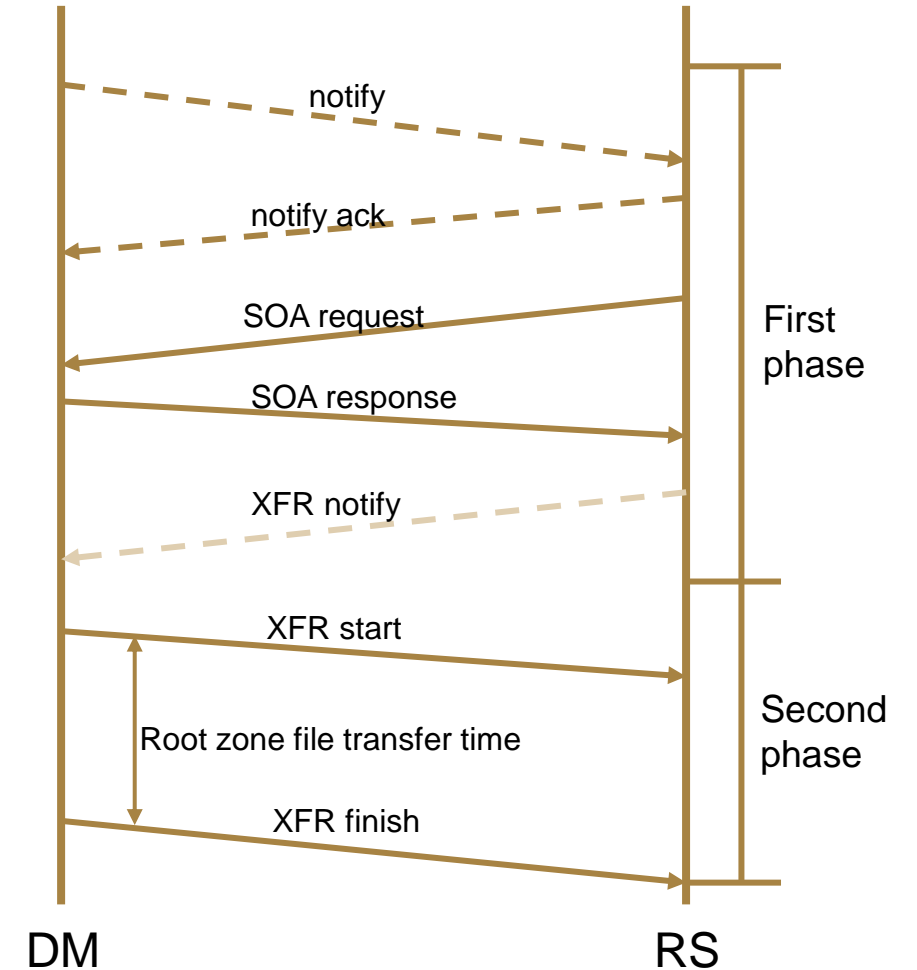 notify
notify ack
SOA request
SOA response
XFR notify
First
phase
XFR start
Root zone file transfer time
XFR finish
Second
phase
DM
RS